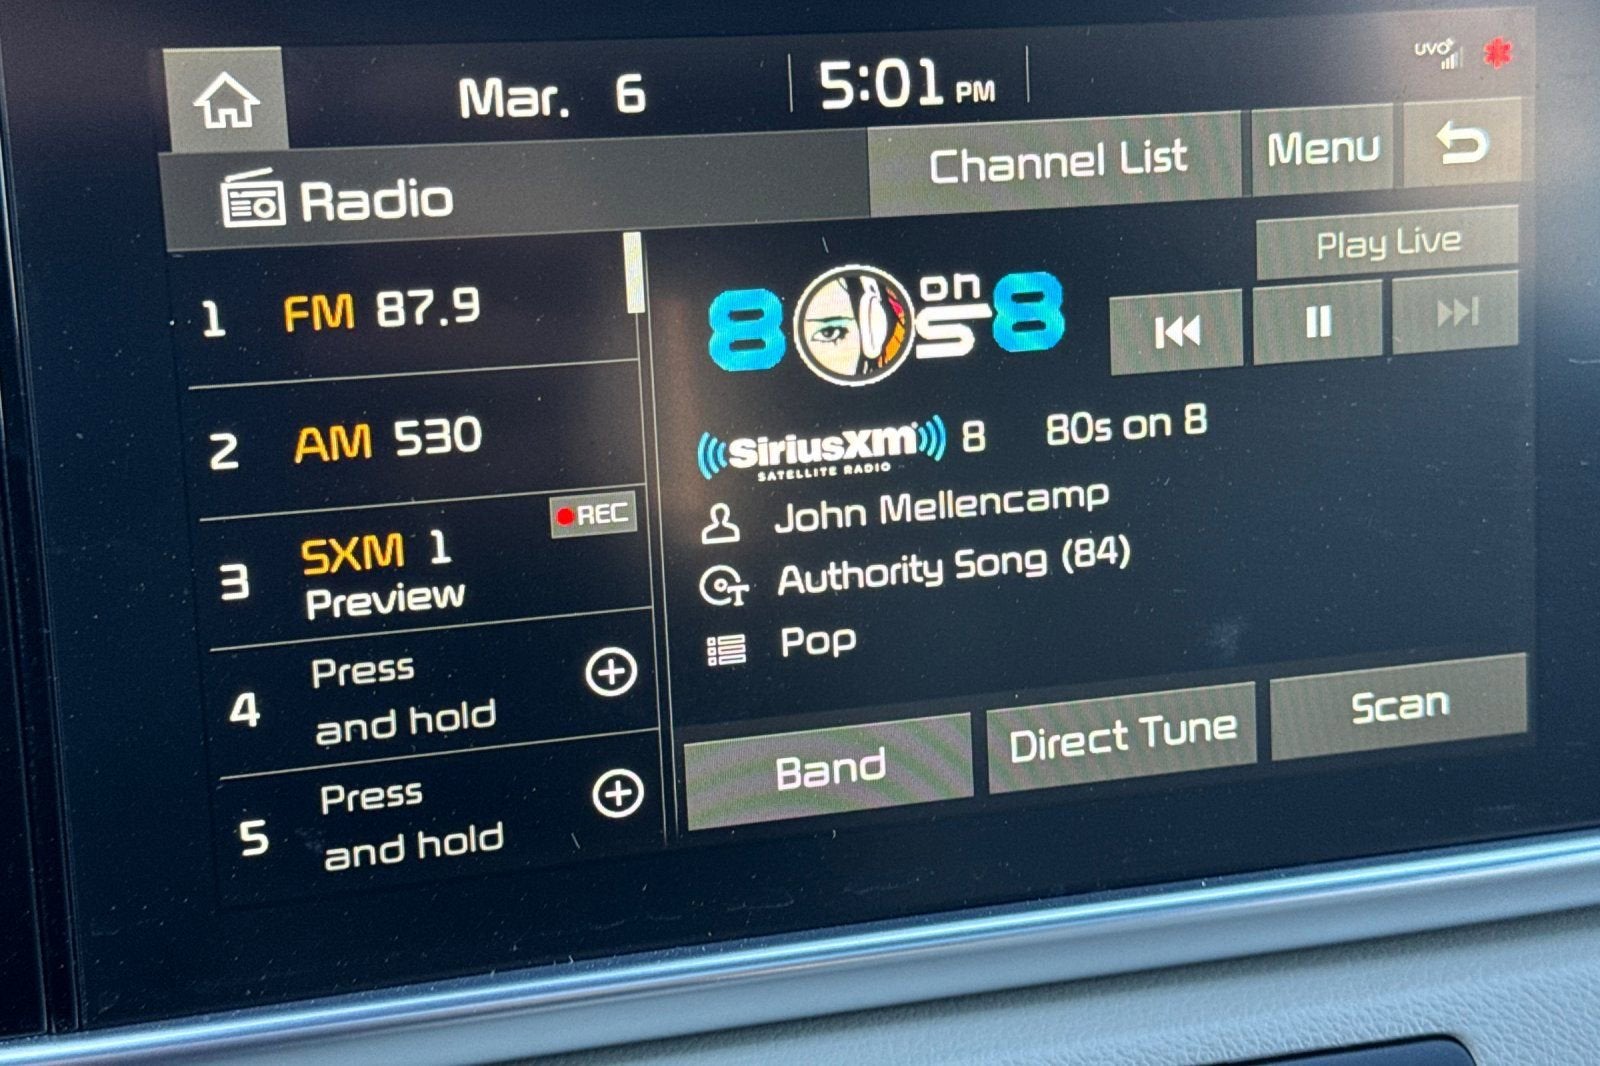 Mar. 6 5:01 PM
UVO
Radio Channel List Menu
Play Live
1 FM 87.9
80s on 8
2 AM 530
SiriusXM 8 80s on 8
SATELLITE RADIO
REC
3 SXM 1
Preview
John Mellencamp
Authority Song (84)
Pop
4 Press
and hold
5 Press
and hold
Band Direct Tune Scan